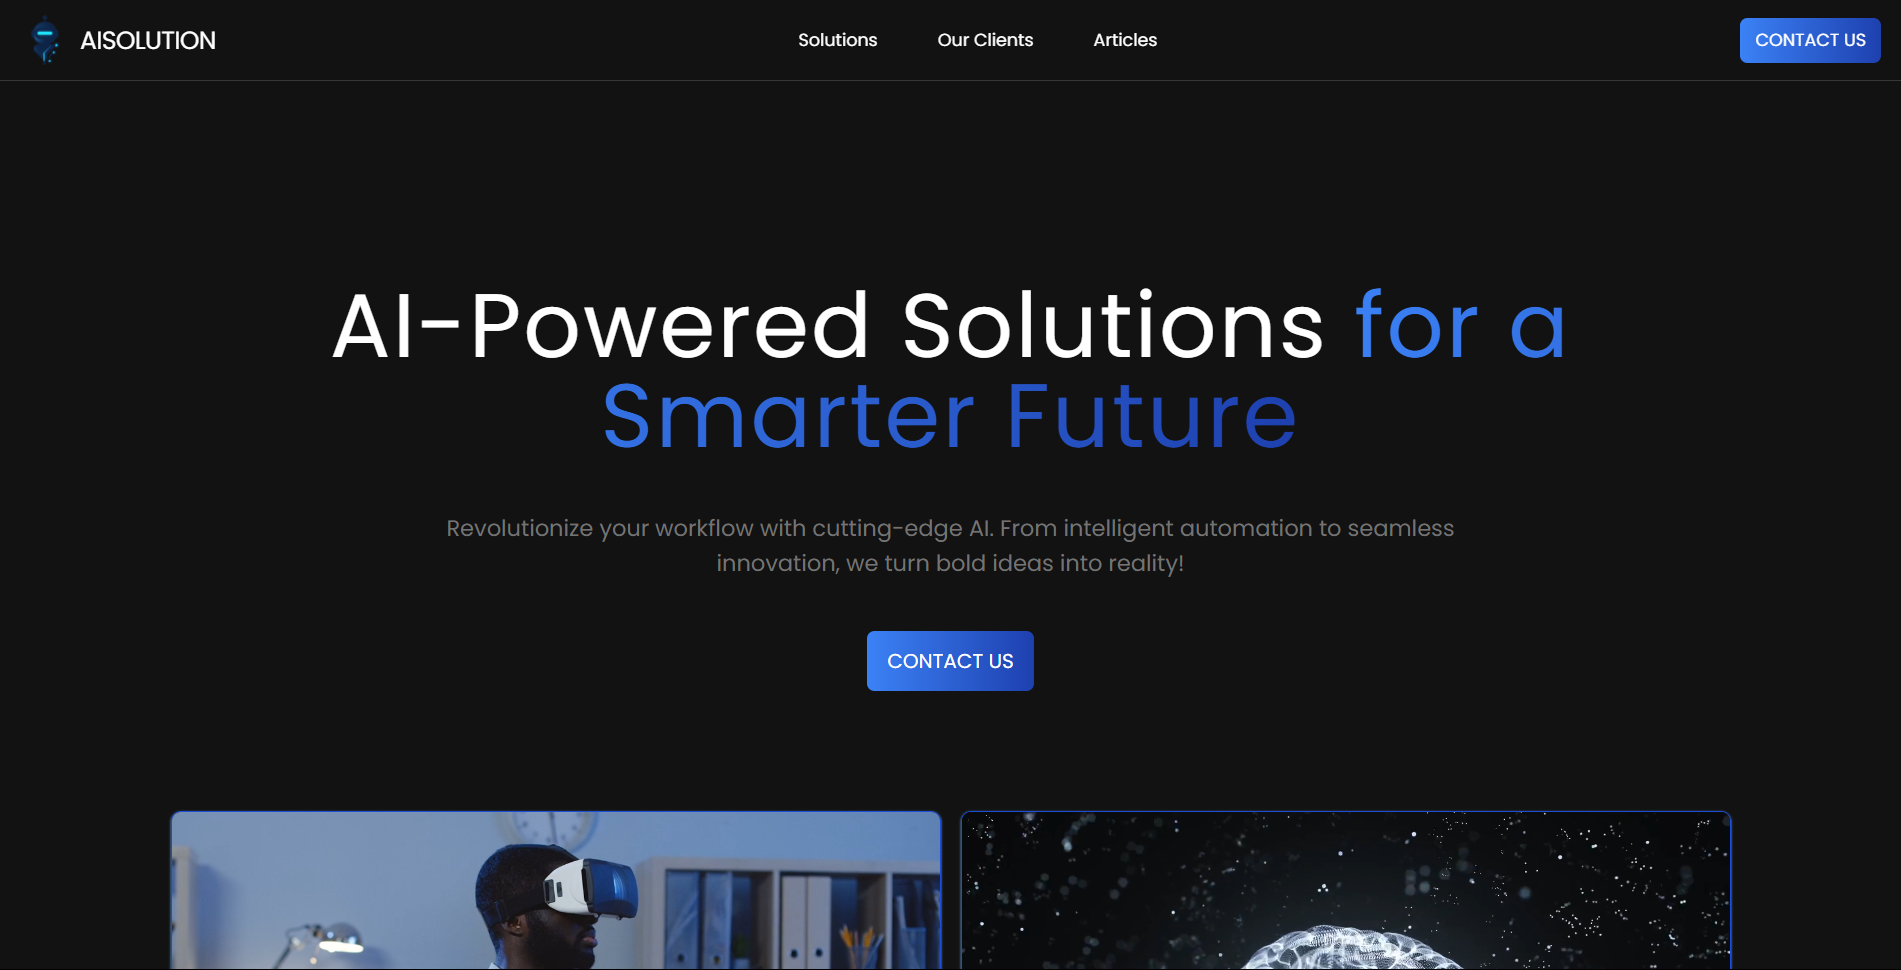 AISOLUTION
Solutions
Our Clients
Articles
CONTACT US
AI-Powered Solutions for a
Smarter Future
Revolutionize your workflow with cutting-edge AI. From intelligent automation to seamless
innovation, we turn bold ideas into reality!
CONTACT US